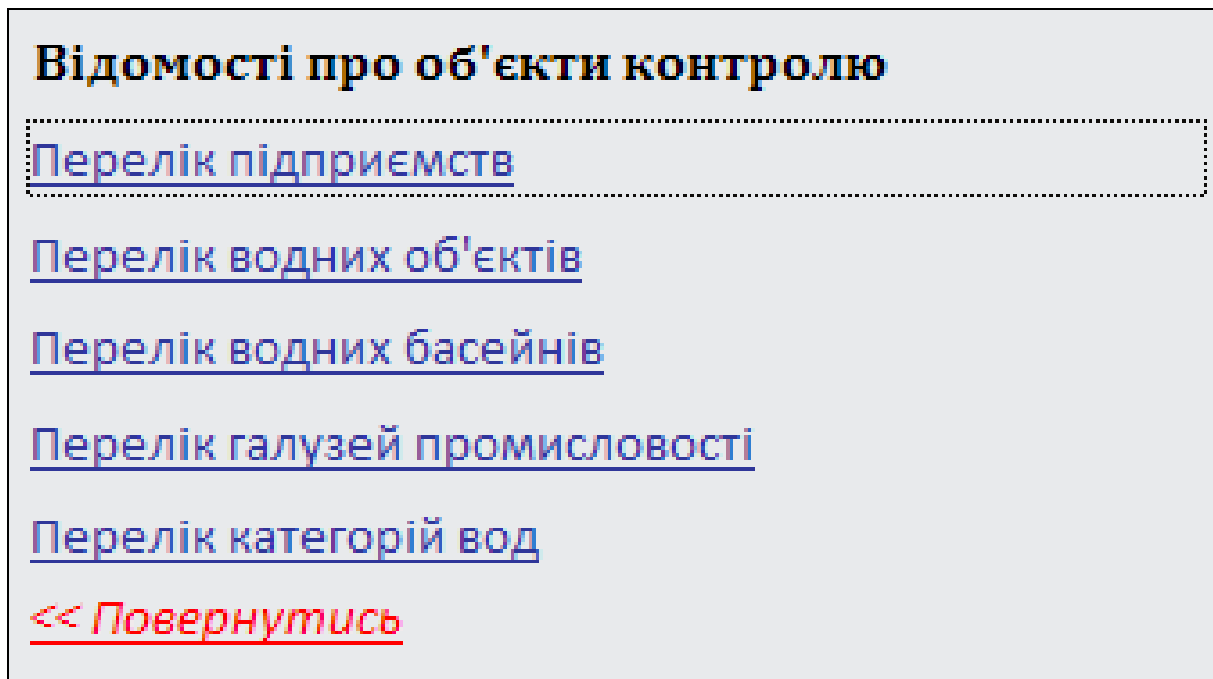 Відомості про об'єкти контролю
Перелік підприємств
Перелік водних об'єктів
Перелік водних басейнів
Перелік галузей промисловості
Перелік категорій вод
<< Повернутись